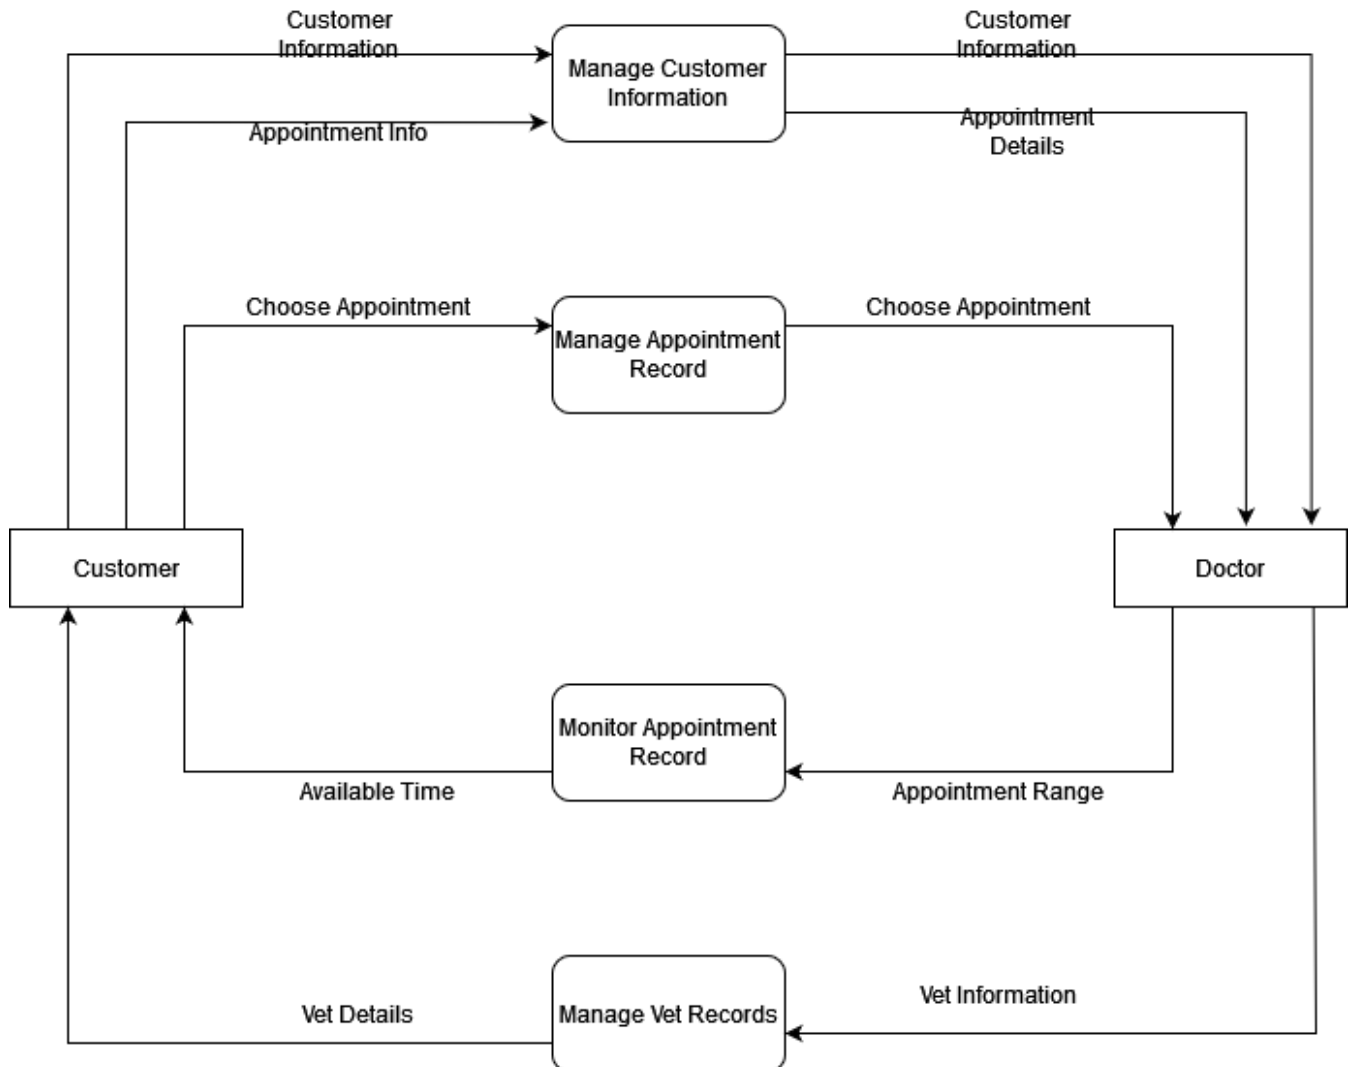 Customer
Information
Customer
Information
Manage Customer
Information
Appointment Info
Appointment
Details
Choose Appointment
Choose Appointment
Manage Appointment
Record
Customer
Doctor
Monitor Appointment
Record
Available Time
Appointment Range
Vet Details
Manage Vet Records
Vet Information